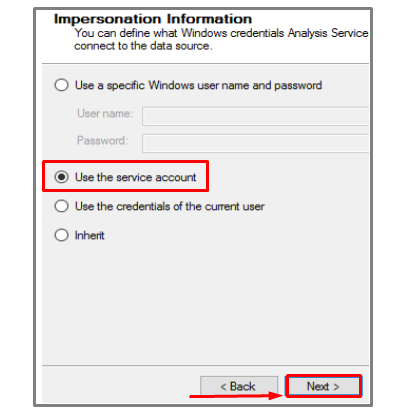 Impersonation Information
You can define what Windows credentials Analysis Service
connect to the data source.
Use a specific Windows user name and password
User name:
Password:
Use the service account
Use the credentials of the current user
Inherit
< Back Next >